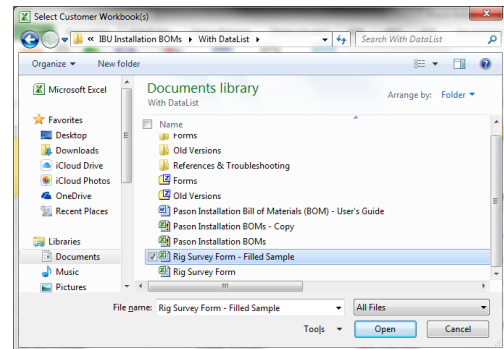 Select Customer Workbook(s)
« IBU Installation BOMs ▸ With DataList ▸
Search With DataList
Organize ▾ New folder
Microsoft Excel
Favorites
Desktop
Downloads
iCloud Drive
iCloud Photos
OneDrive
Recent Places
Libraries
Documents
Music
Pictures
Documents library
With DataList
Arrange by: Folder ▾
Name
Forms
Old Versions
References & Troubleshooting
Forms
Old Versions
Pason Installation Bill of Materials (BOM) - User's Guide
Pason Installation BOMs - Copy
Pason Installation BOMs
Rig Survey Form - Filled Sample
Rig Survey Form
File name: Rig Survey Form - Filled Sample
All Files
Tools ▾ Open Cancel